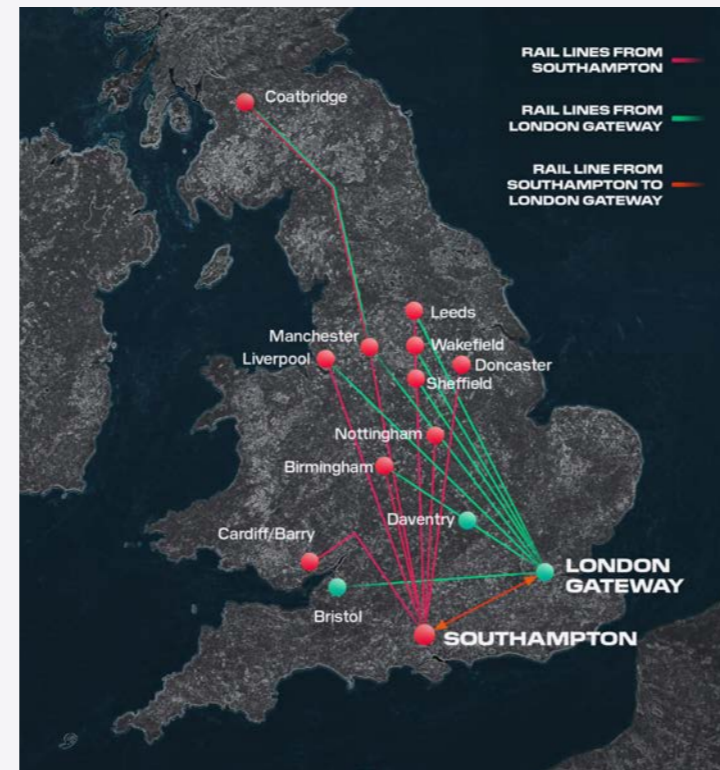 RAIL LINES FROM
SOUTHAMPTON
RAIL LINES FROM
LONDON GATEWAY
RAIL LINE FROM
SOUTHAMPTON TO
LONDON GATEWAY
Coatbridge
Leeds
Manchester
Wakefield
Liverpool
Doncaster
Sheffield
Nottingham
Birmingham
Daventry
Cardiff/Barry
LONDON
GATEWAY
Bristol
SOUTHAMPTON